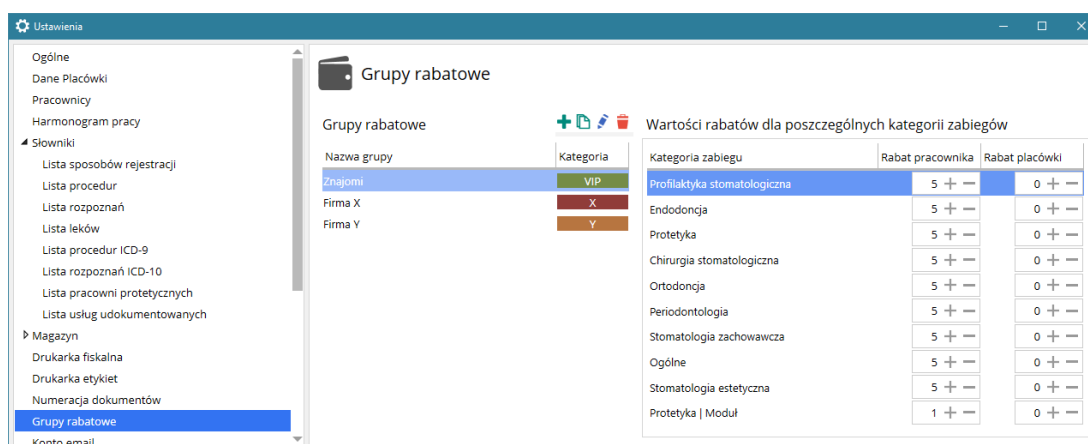 Ustawienia
Ogólne
Dane Placówki
Pracownicy
Harmonogram pracy
Słowniki
Lista sposobów rejestracji
Lista procedur
Lista rozpoznań
Lista leków
Lista procedur ICD-9
Lista rozpoznań ICD-10
Lista pracowni protetycznych
Lista usług udokumentowanych
Magazyn
Drukarka fiskalna
Drukarka etykiet
Numeracja dokumentów
Grupy rabatowe
Konto email
Grupy rabatowe
Grupy rabatowe
Nazwa grupy Kategoria
Znajomi VIP
Firma X X
Firma Y Y
Wartości rabatów dla poszczególnych kategorii zabiegów
Kategoria zabiegu Rabat pracownika Rabat placówki
Profilaktyka stomatologiczna 5 0
Endodoncja 5 0
Protetyka 5 0
Chirurgia stomatologiczna 5 0
Ortodoncja 5 0
Periodontologia 5 0
Stomatologia zachowawcza 5 0
Ogólne 5 0
Stomatologia estetyczna 5 0
Protetyka | Moduł 1 0